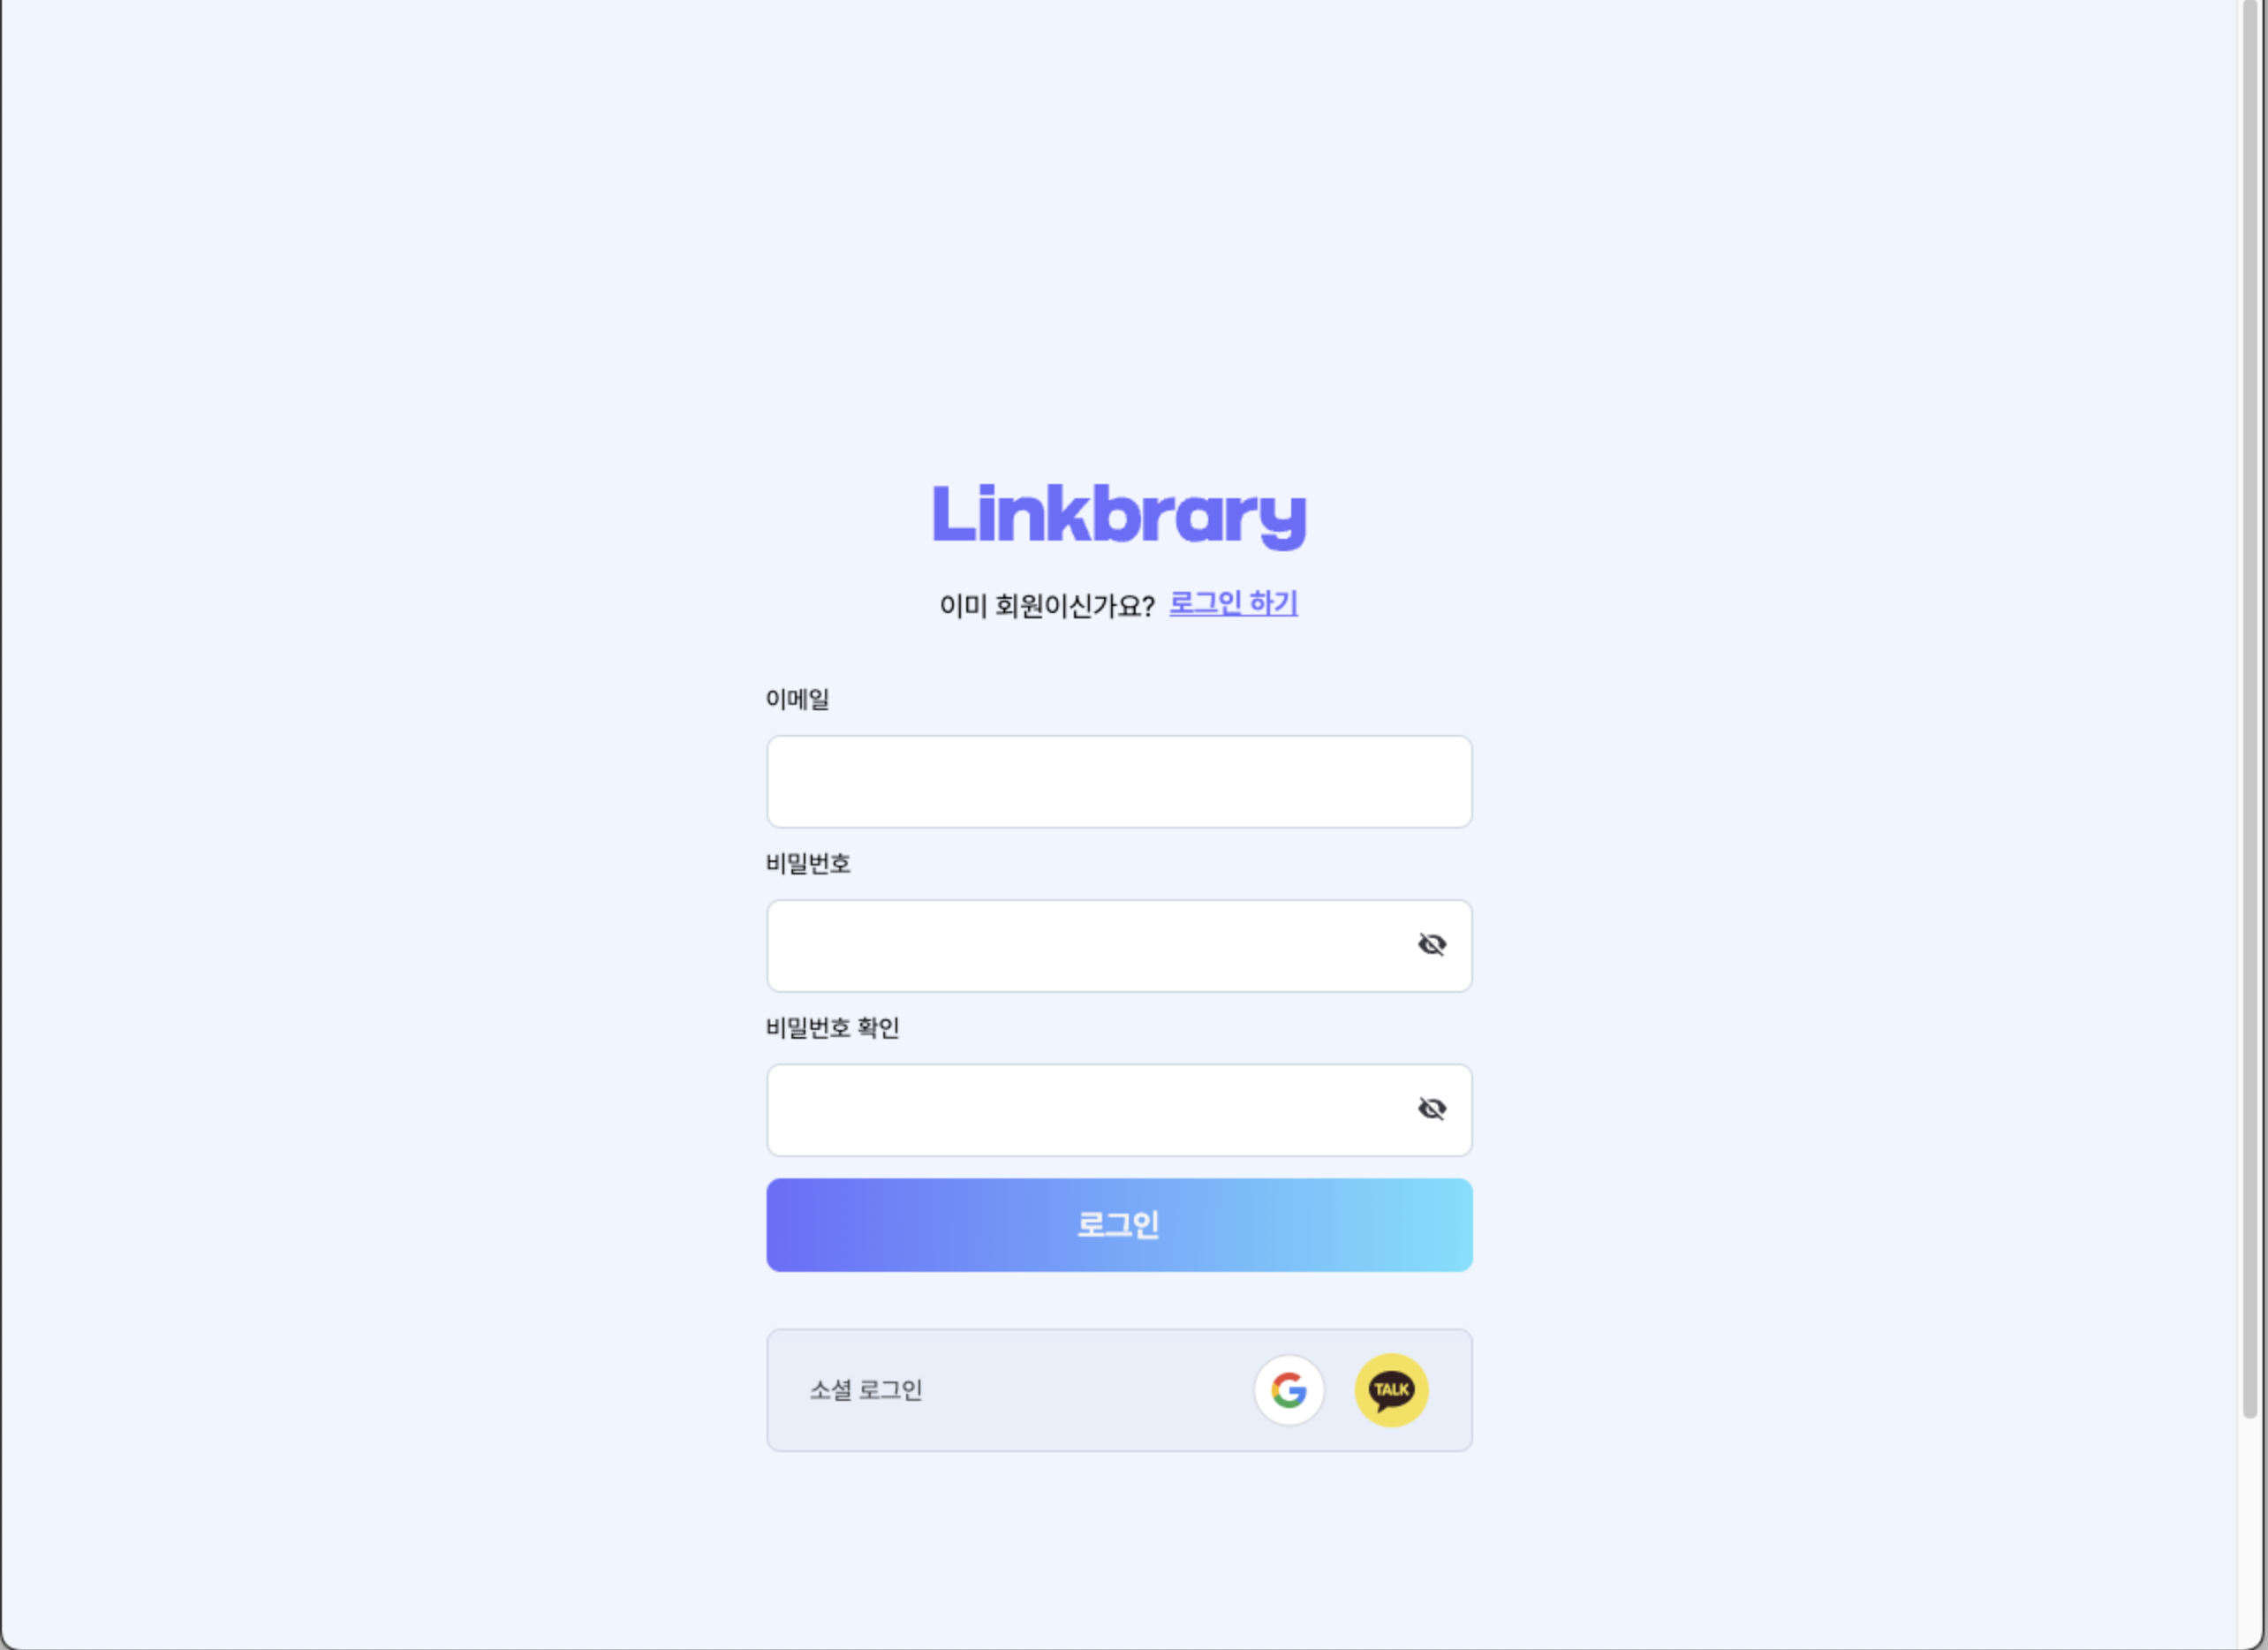 Linkbrary
이미 회원이신가요? 로그인 하기
이메일
비밀번호
비밀번호 확인
로그인
소셜 로그인
G
TALK